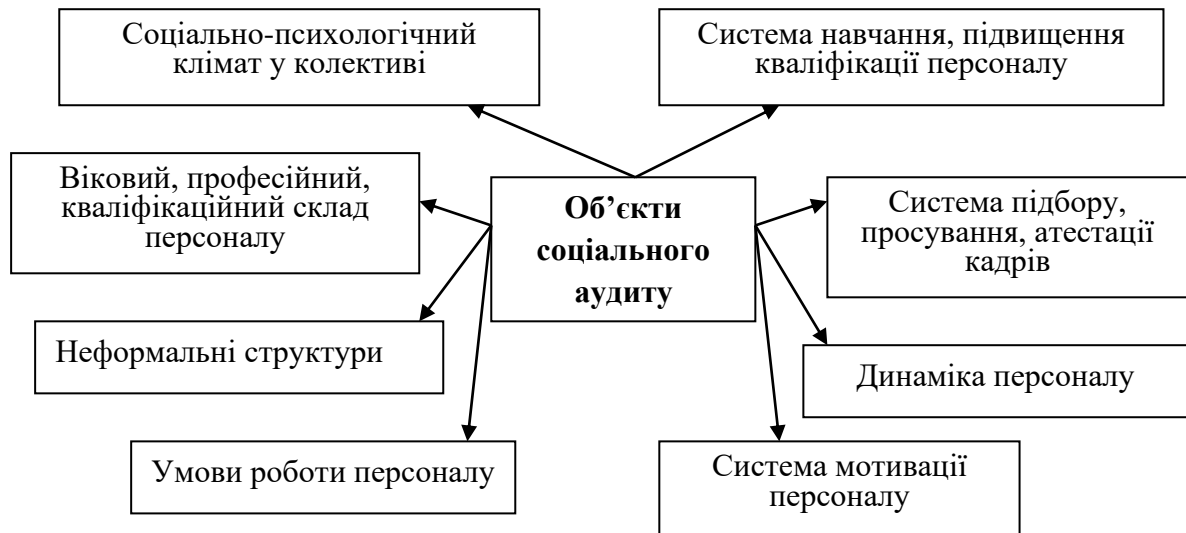 Соціально-психологічний
клімат у колективі
Система навчання, підвищення
кваліфікації персоналу
Віковий, професійний,
кваліфікаційний склад
персоналу
Об’єкти
соціального
аудиту
Система підбору,
просування, атестації
кадрів
Неформальні структури
Динаміка персоналу
Умови роботи персоналу
Система мотивації
персоналу